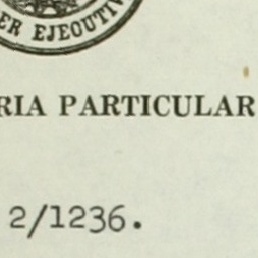 ER EJECUTIV
RIA PARTICULAR
2/1236.